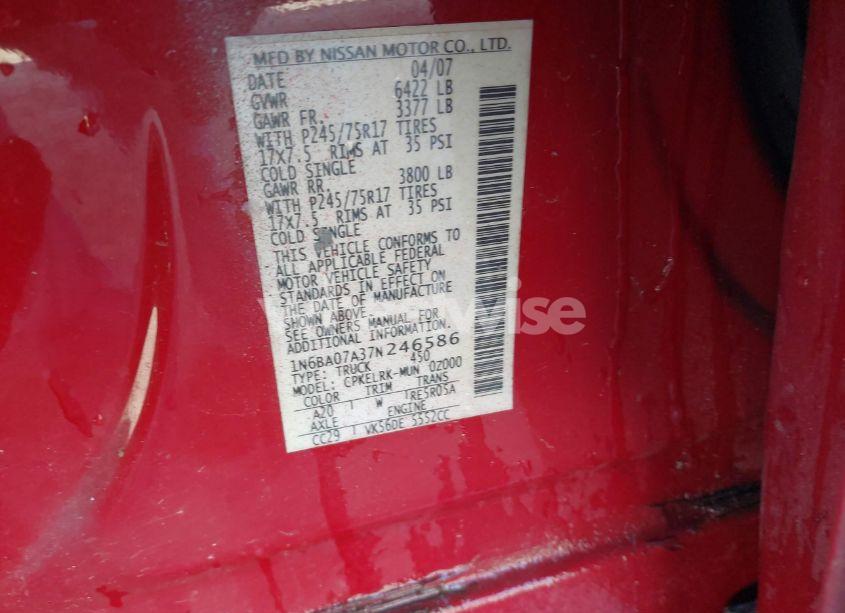 MFD BY NISSAN MOTOR CO., LTD.
DATE 04/07
GVWR 6422 LB
GAWR FR. 3377 LB
WITH P245/75R17 TIRES
17X7.5 RIMS AT 35 PSI
COLD SINGLE
GAWR RR. 3800 LB
WITH P245/75R17 TIRES
17X7.5 RIMS AT 35 PSI
COLD SINGLE
THIS VEHICLE CONFORMS TO
ALL APPLICABLE FEDERAL
MOTOR VEHICLE SAFETY
STANDARDS IN EFFECT ON
THE DATE OF MANUFACTURE
SHOWN ABOVE.
SEE OWNERS MANUAL FOR
ADDITIONAL INFORMATION.
1N6BA07A37N246586
TYPE: TRUCK 450
MODEL: CPKELRK-MUN 0Z000
COLOR TRIM TRANS
A20 W RE5R05A
AXLE ENGINE
CC29 VK56DE 5552CC